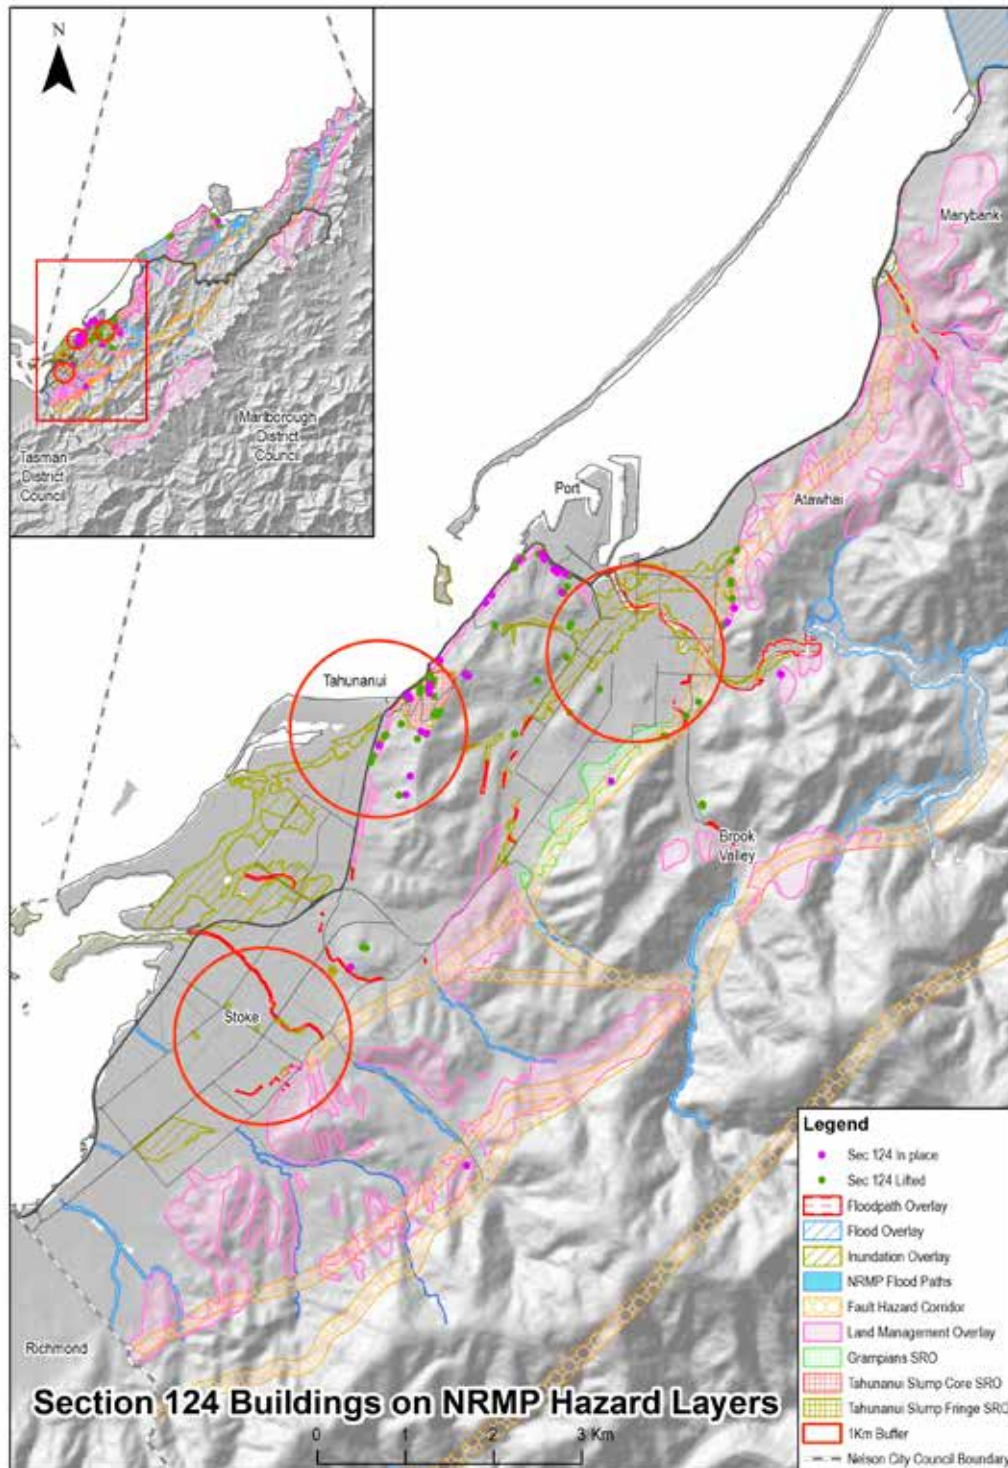 N
Tasman
District
Council
Marlborough
District
Council
Marybank
Atawhai
Port
Tahunanui
Brook
Valley
Stoke
Richmond
Section 124 Buildings on NRMP Hazard Layers
0 1 2 3 Km
Legend
Sec 124 In place
Sec 124 Lifted
Floodpath Overlay
Flood Overlay
Inundation Overlay
NRMP Flood Paths
Fault Hazard Corridor
Land Management Overlay
Grampians SRO
Tahunanui Slump Core SRO
Tahunanui Slump Fringe SRO
1Km Buffer
Nelson City Council Boundar